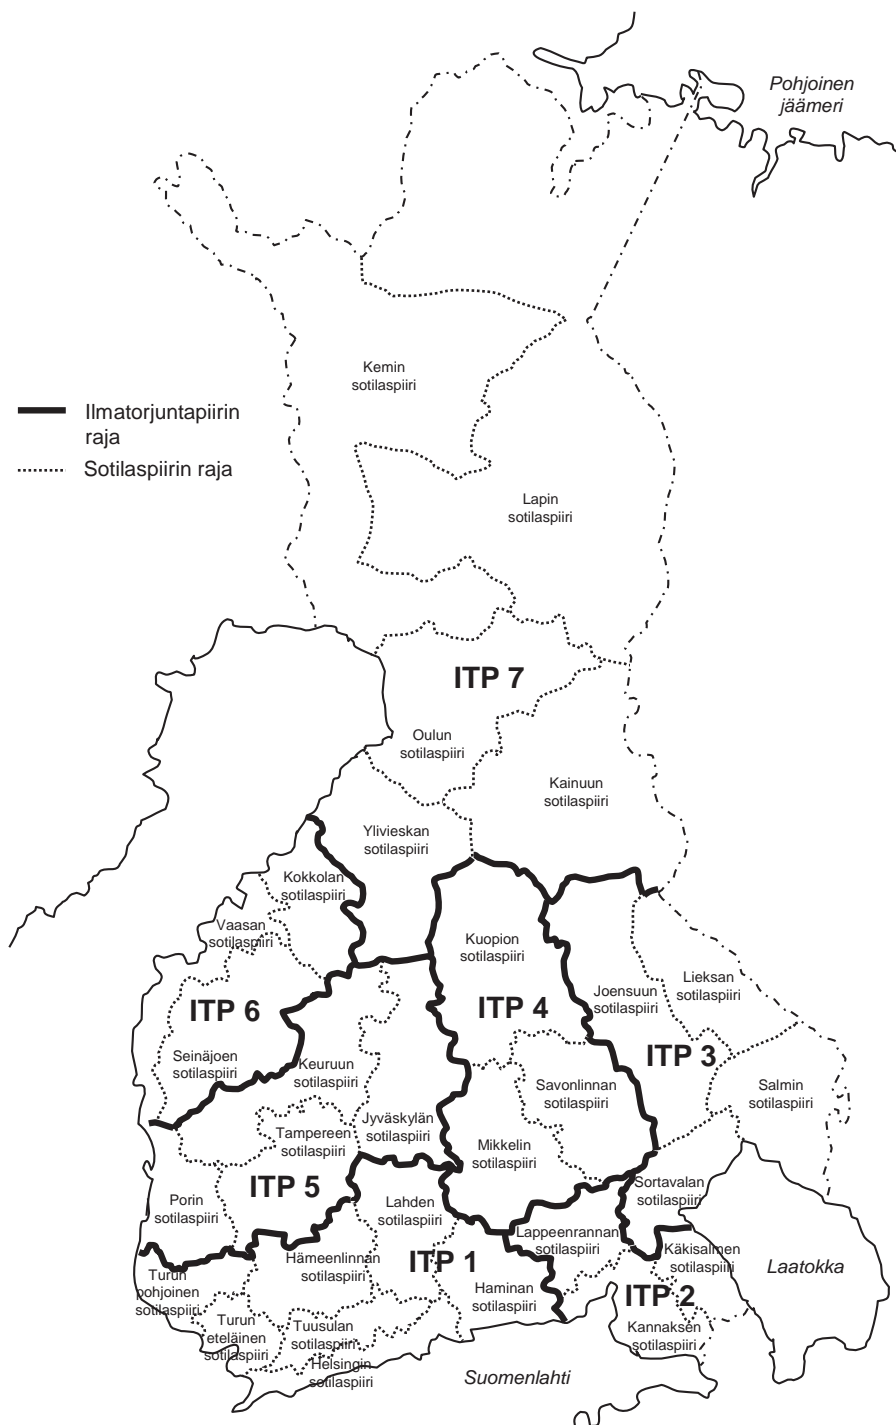 Pohjoinen
jäämeri
Kemin
sotilaspiiri
Ilmatorjuntapiirin
raja
Sotilaspiirin raja
Lapin
sotilaspiiri
ITP 7
Oulun
sotilaspiiri
Kainuun
sotilaspiiri
Ylivieskan
sotilaspiiri
Kokkolan
sotilaspiiri
Vaasan
sotilaspiiri
Kuopion
sotilaspiiri
Lieksan
sotilaspiiri
Joensuun
sotilaspiiri
ITP 6
ITP 4
ITP 3
Seinäjoen
sotilaspiiri
Keuruun
sotilaspiiri
Savonlinnan
sotilaspiiri
Salmin
sotilaspiiri
Tampereen
sotilaspiiri
Jyväskylän
sotilaspiiri
Mikkelin
sotilaspiiri
ITP 5
Porin
sotilaspiiri
Lahden
sotilaspiiri
Sortavalan
sotilaspiiri
Lappeenrannan
sotilaspiiri
Käkisalmen
sotilaspiiri
Laatokka
Hämeenlinnan
sotilaspiiri
ITP 1
Turun
pohjoinen
sotilaspiiri
Haminan
sotilaspiiri
ITP 2
Turun
eteläinen
sotilaspiiri
Tuusulan
sotilaspiiri
Kannaksen
sotilaspiiri
Helsingin
sotilaspiiri
Suomenlahti